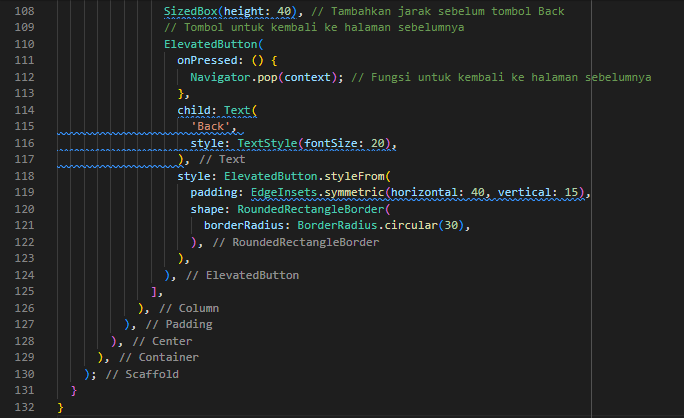 108 SizedBox(height: 40), // Tambahkan jarak sebelum tombol Back
109 // Tombol untuk kembali ke halaman sebelumnya
110 ElevatedButton(
111 onPressed: () {
112 Navigator.pop(context); // Fungsi untuk kembali ke halaman sebelumnya
113 },
114 child: Text(
115 'Back',
116 style: TextStyle(fontSize: 20),
117 ), // Text
118 style: ElevatedButton.styleFrom(
119 padding: EdgeInsets.symmetric(horizontal: 40, vertical: 15),
120 shape: RoundedRectangleBorder(
121 borderRadius: BorderRadius.circular(30),
122 ), // RoundedRectangleBorder
123 ),
124 ), // ElevatedButton
125 ],
126 ), // Column
127 ), // Padding
128 ), // Center
129 ), // Container
130 ); // Scaffold
131 }
132 }